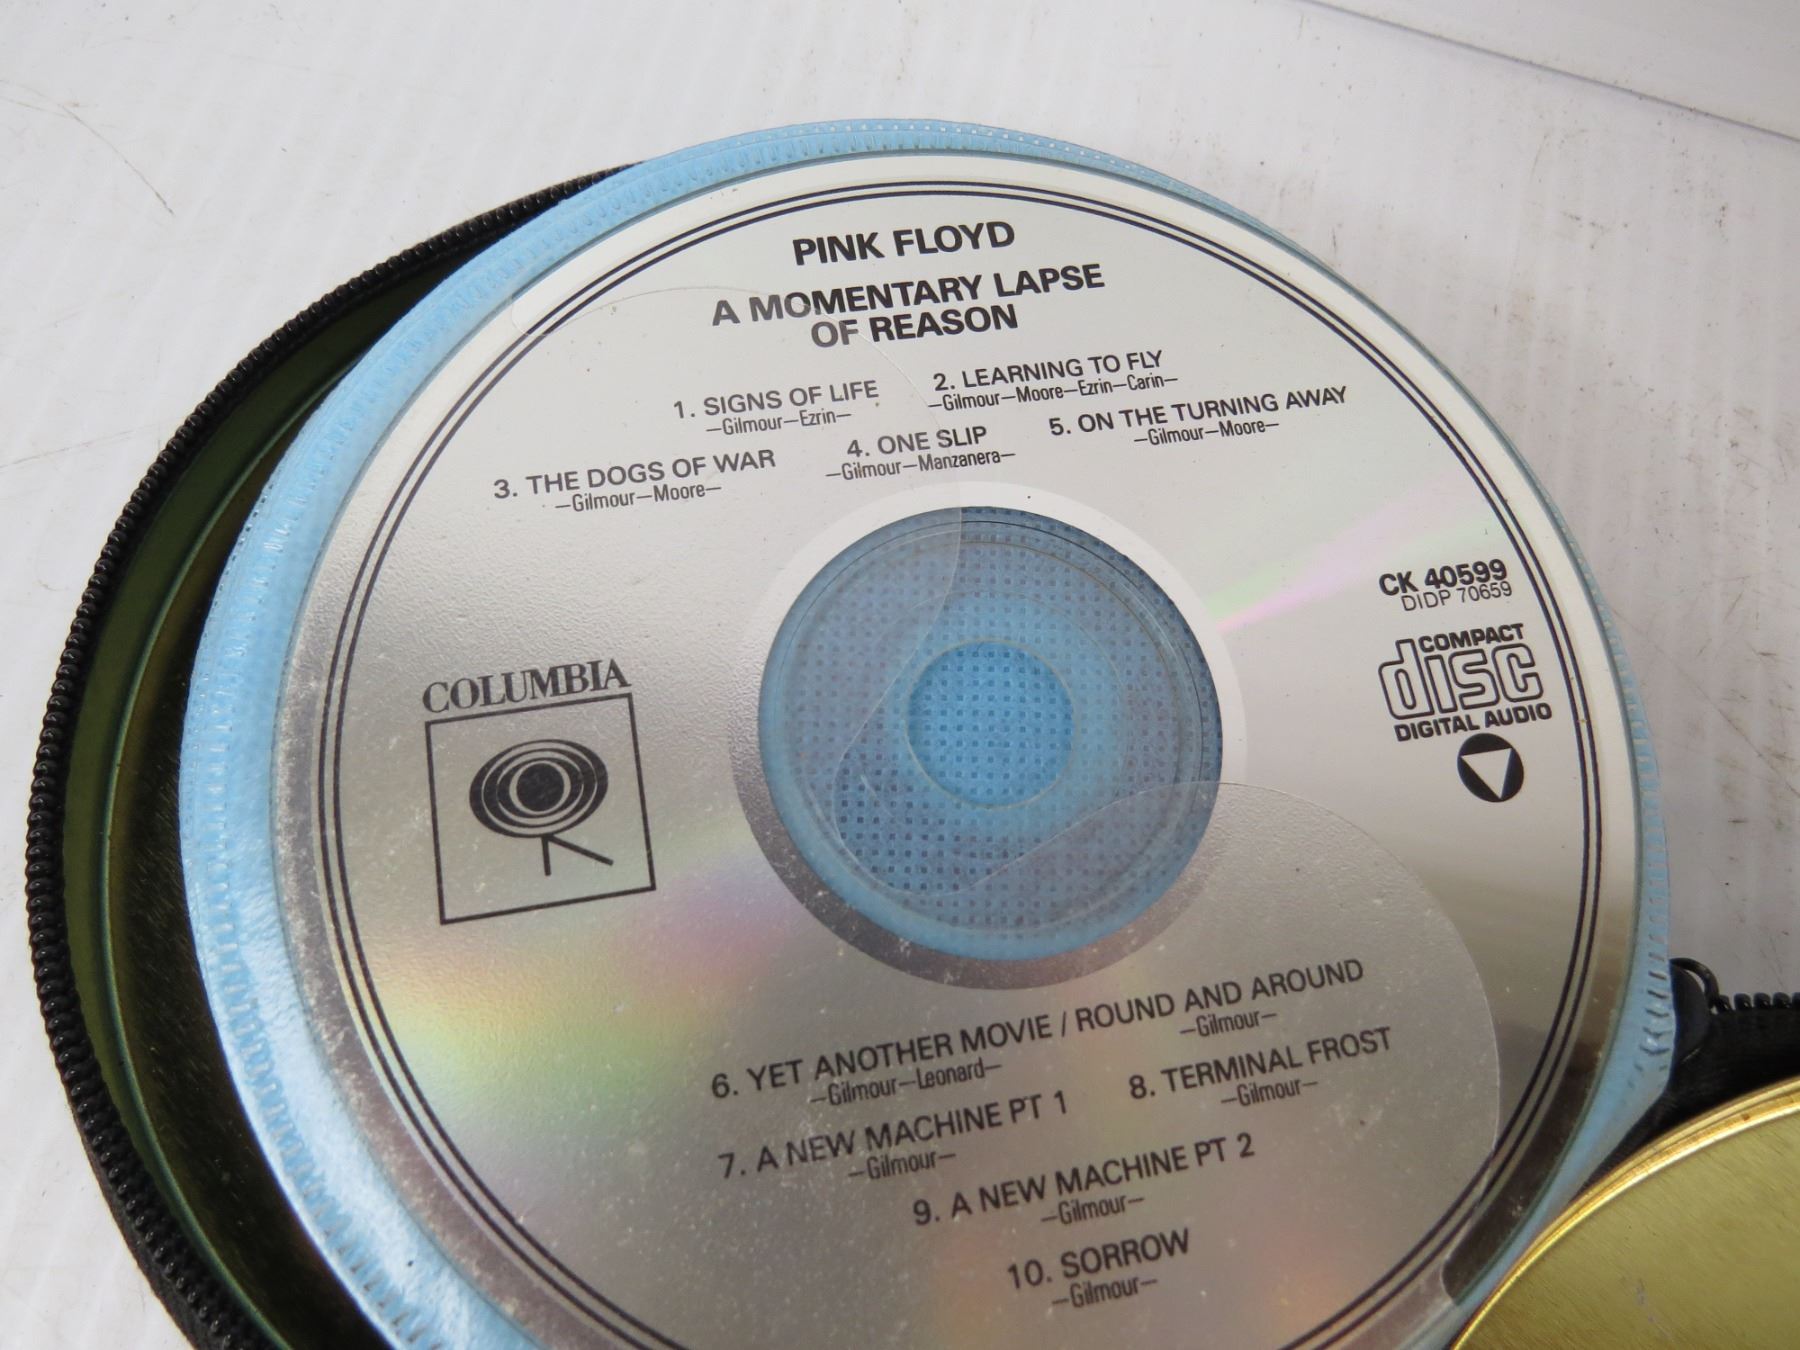 PINK FLOYD
A MOMENTARY LAPSE
OF REASON
1. SIGNS OF LIFE
—Gilmour—Ezrin—
2. LEARNING TO FLY
—Gilmour—Moore—Ezrin—Carin—
3. THE DOGS OF WAR
—Gilmour—Moore—
4. ONE SLIP
—Gilmour—Manzanera—
5. ON THE TURNING AWAY
—Gilmour—Moore—
CK 40599
DIDP 70659
COMPACT
disc
DIGITAL AUDIO
COLUMBIA
6. YET ANOTHER MOVIE / ROUND AND AROUND
—Gilmour—Leonard— —Gilmour—
7. A NEW MACHINE PT 1
—Gilmour—
8. TERMINAL FROST
—Gilmour—
9. A NEW MACHINE PT 2
—Gilmour—
10. SORROW
—Gilmour—